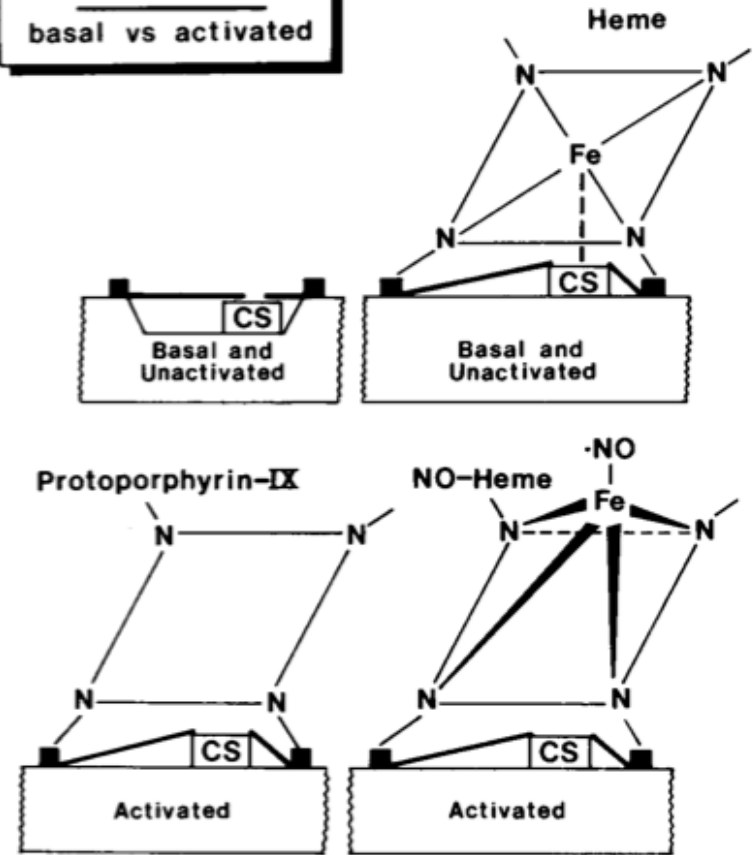 basal vs activated
Heme
N N
Fe
N N
CS
CS
Basal and
Unactivated
Basal and
Unactivated
Protoporphyrin-IX
NO-Heme
·NO
Fe
N N
N N
N N
N N
CS
CS
Activated
Activated